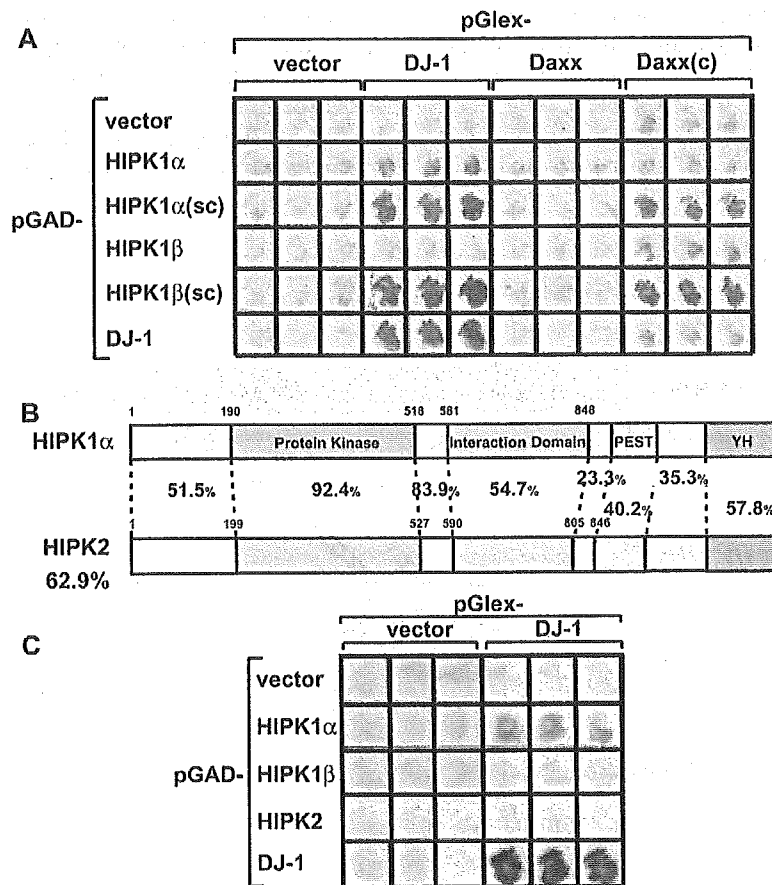 A
pGlex-
vector DJ-1 Daxx Daxx(c)
pGAD-
vector
HIPK1α
HIPK1α(sc)
HIPK1β
HIPK1β(sc)
DJ-1
B
1 190 518 581 848
HIPK1α Protein Kinase Interaction Domain PEST YH
51.5% 92.4% 83.9% 54.7% 23.3% 40.2% 35.3% 57.8%
1 199 527 590 805 846
HIPK2
62.9%
C
pGlex-
vector DJ-1
pGAD-
vector
HIPK1α
HIPK1β
HIPK2
DJ-1